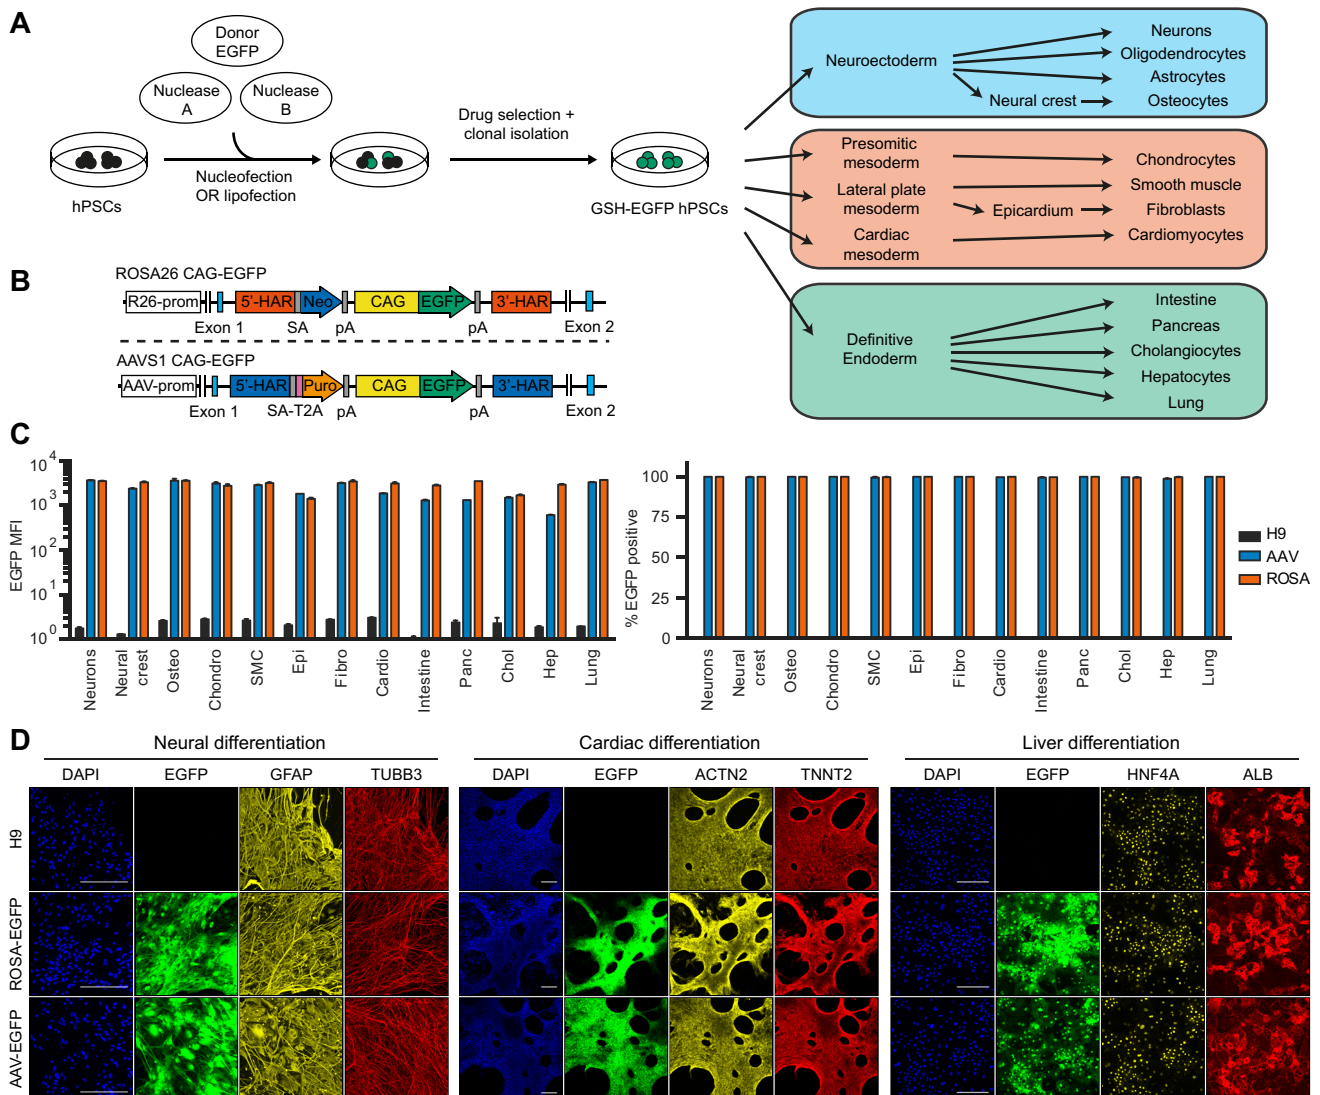 A
Donor
EGFP
Nuclease
A
Nuclease
B
hPSCs
Nucleofection
OR lipofection
Drug selection +
clonal isolation
GSH-EGFP hPSCs
Neuroectoderm
Neurons
Oligodendrocytes
Astrocytes
Neural crest
Osteocytes
Presomitic
mesoderm
Chondrocytes
Lateral plate
mesoderm
Smooth muscle
Epicardium
Fibroblasts
Cardiac
mesoderm
Cardiomyocytes
Definitive
Endoderm
Intestine
Pancreas
Cholangiocytes
Hepatocytes
Lung
B
ROSA26 CAG-EGFP
R26-prom
5'-HAR
Neo
CAG
EGFP
3'-HAR
Exon 1
SA
pA
pA
Exon 2
AAVS1 CAG-EGFP
AAV-prom
5'-HAR
Puro
CAG
EGFP
3'-HAR
Exon 1
SA-T2A
pA
pA
Exon 2
C
EGFP MFI
10^4
10^3
10^2
10^1
10^0
Neurons
Neural crest
Osteo
Chondro
SMC
Epi
Fibro
Cardio
Intestine
Panc
Chol
Hep
Lung
% EGFP positive
100
75
50
25
0
Neurons
Neural crest
Osteo
Chondro
SMC
Epi
Fibro
Cardio
Intestine
Panc
Chol
Hep
Lung
H9
AAV
ROSA
D
Neural differentiation
Cardiac differentiation
Liver differentiation
DAPI EGFP GFAP TUBB3
DAPI EGFP ACTN2 TNNT2
DAPI EGFP HNF4A ALB
H9
ROSA-EGFP
AAV-EGFP